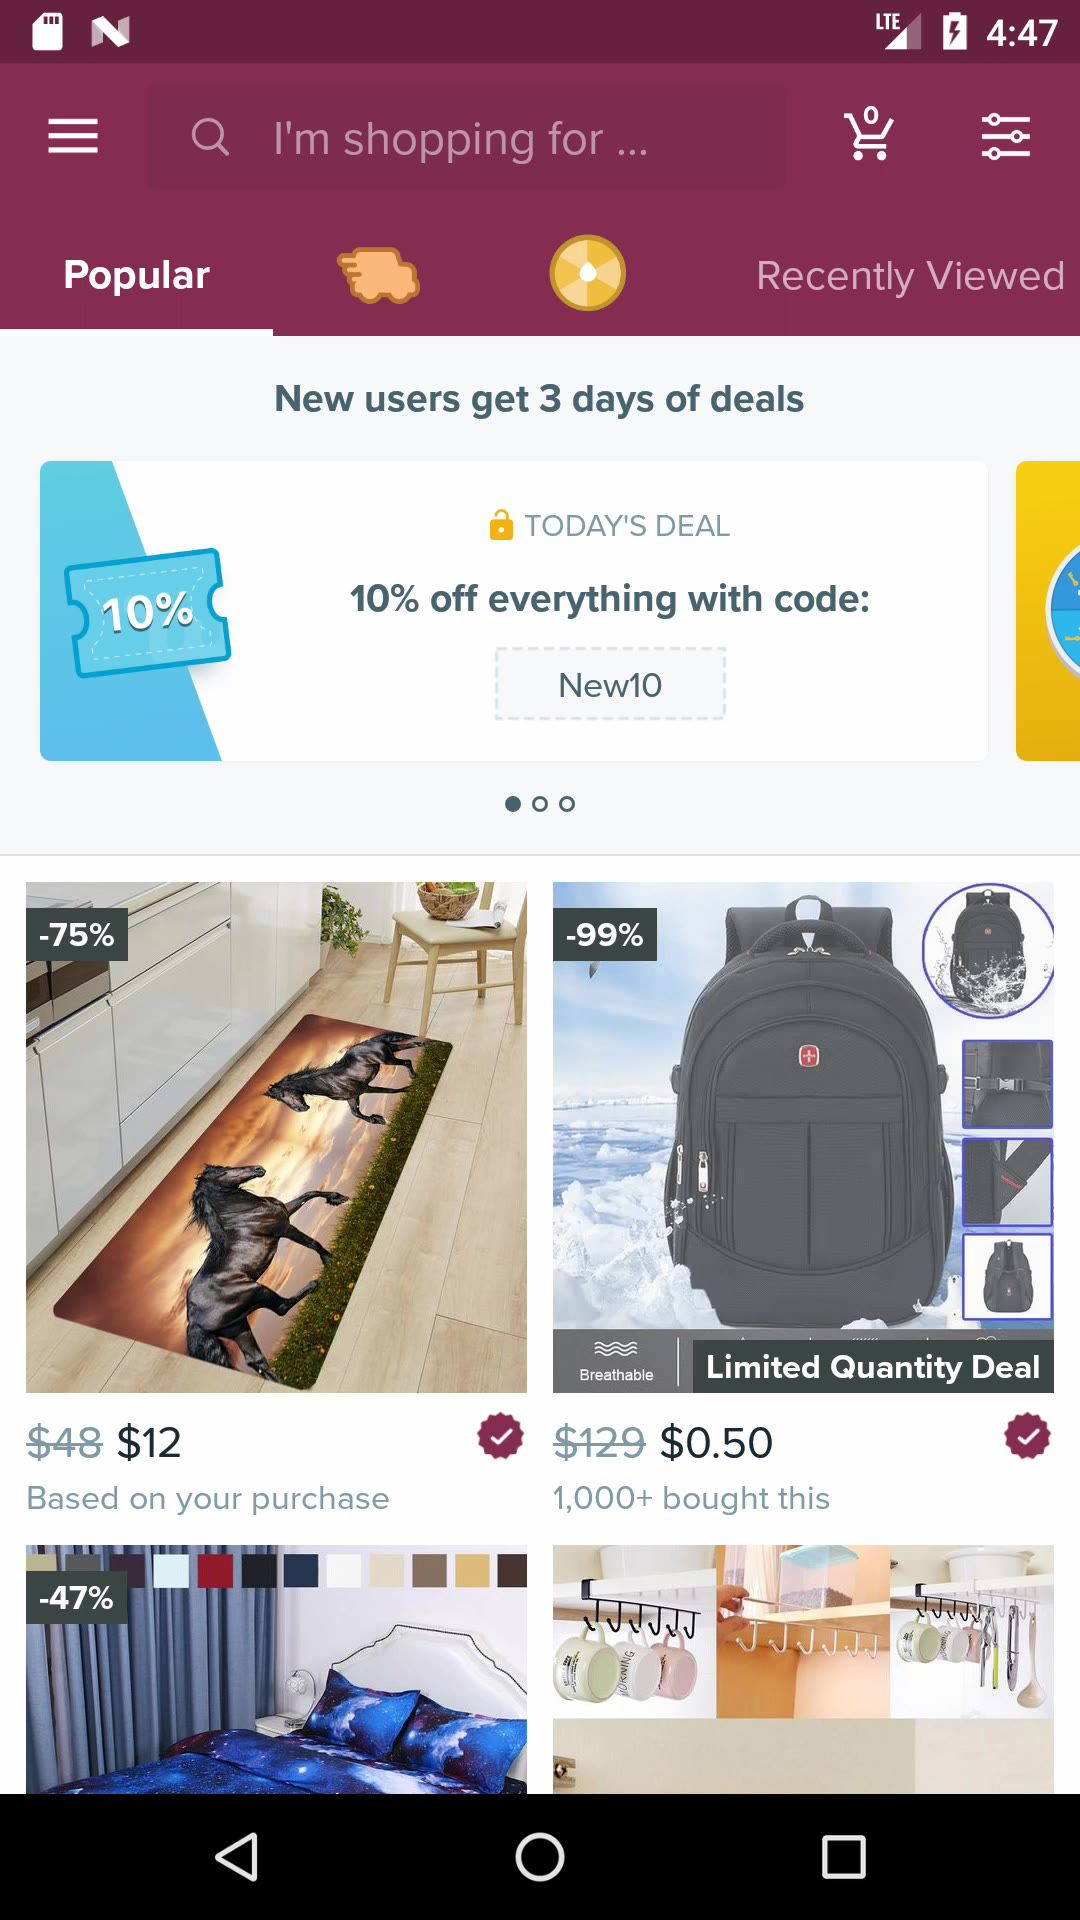 LTE 4:47
I'm shopping for ...
0
Popular
Recently Viewed
New users get 3 days of deals
TODAY'S DEAL
10%
10% off everything with code:
New10
-75%
-99%
Breathable
Limited Quantity Deal
$48 $12
$129 $0.50
Based on your purchase
1,000+ bought this
-47%
MORNING
MORNING